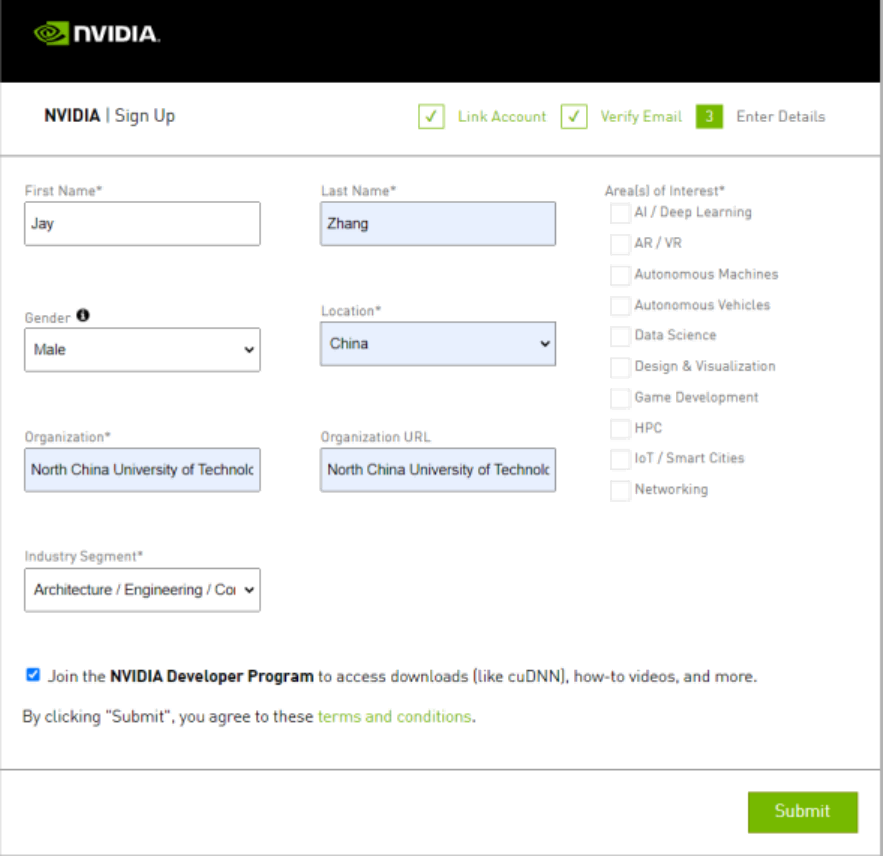 NVIDIA.
NVIDIA | Sign Up
Link Account
Verify Email
3 Enter Details
First Name*
Jay
Last Name*
Zhang
Gender
Male
Location*
China
Organization*
North China University of Technolo
Organization URL
North China University of Technolo
Industry Segment*
Architecture / Engineering / Co
Area(s) of Interest*
AI / Deep Learning
AR / VR
Autonomous Machines
Autonomous Vehicles
Data Science
Design & Visualization
Game Development
HPC
IoT / Smart Cities
Networking
Join the NVIDIA Developer Program to access downloads (like cuDNN), how-to videos, and more.
By clicking "Submit", you agree to these terms and conditions.
Submit